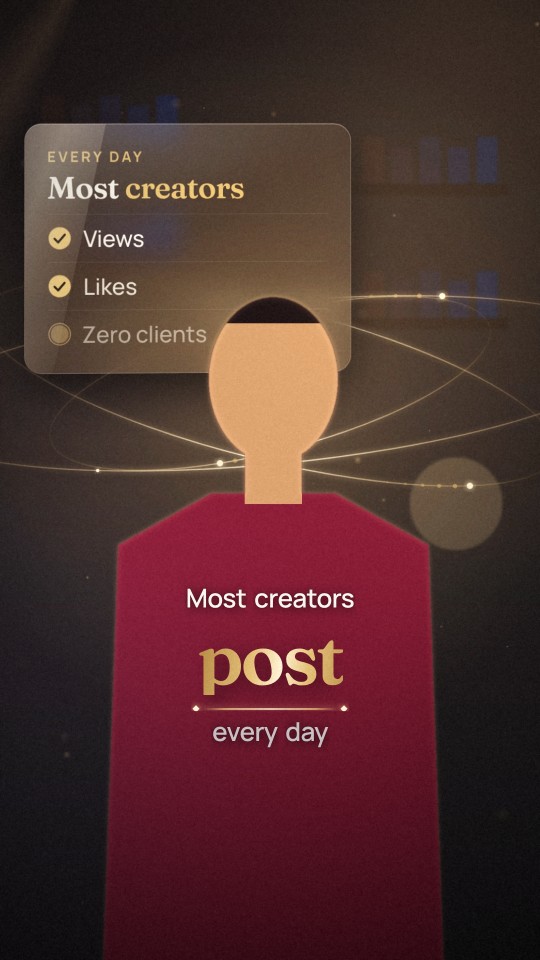 EVERY DAY
Most creators
Views
Likes
Zero clients
Most creators
post
every day